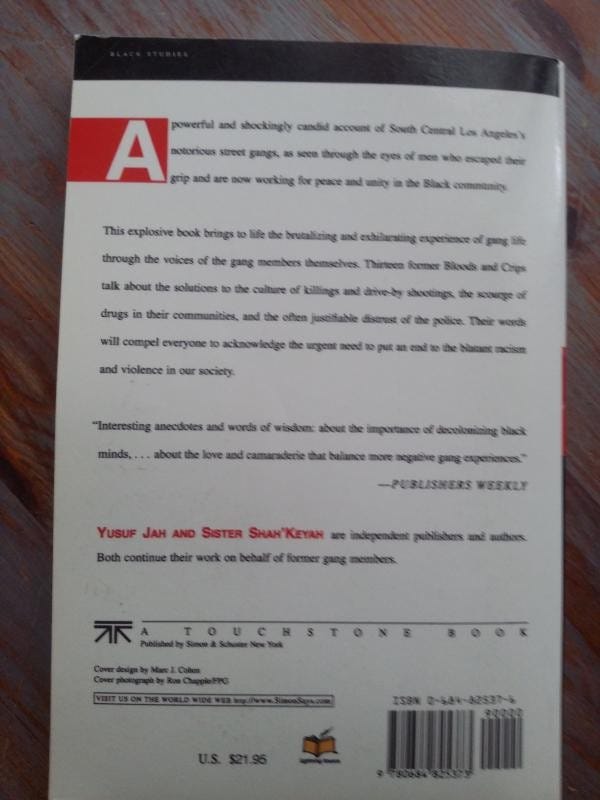 BLACK STUDIES
A powerful and shockingly candid account of South Central Los Angeles's
notorious street gangs, as seen through the eyes of men who escaped their
grip and are now working for peace and unity in the Black community.
This explosive book brings to life the brutalizing and exhilarating experience of gang life
through the voices of the gang members themselves. Thirteen former Bloods and Crips
talk about the solutions to the culture of killings and drive-by shootings, the scourge of
drugs in their communities, and the often justifiable distrust of the police. Their words
will compel everyone to acknowledge the urgent need to put an end to the blatant racism
and violence in our society.
"Interesting anecdotes and words of wisdom: about the importance of decolonizing black
minds, . . . about the love and camaraderie that balance more negative gang experiences."
—PUBLISHERS WEEKLY
YUSUF JAH AND SISTER SHAH'KEYAH are independent publishers and authors.
Both continue their work on behalf of former gang members.
A TOUCHSTONE BOOK
Published by Simon & Schuster New York
Cover design by Marc J. Cohen
Cover photograph by Ron Chapple/FPG
VISIT US ON THE WORLD WIDE WEB http://www.SimonSays.com
ISBN 0-684-82537-6
90000
U.S. $21.95
Lightning Source
9 780684 825373